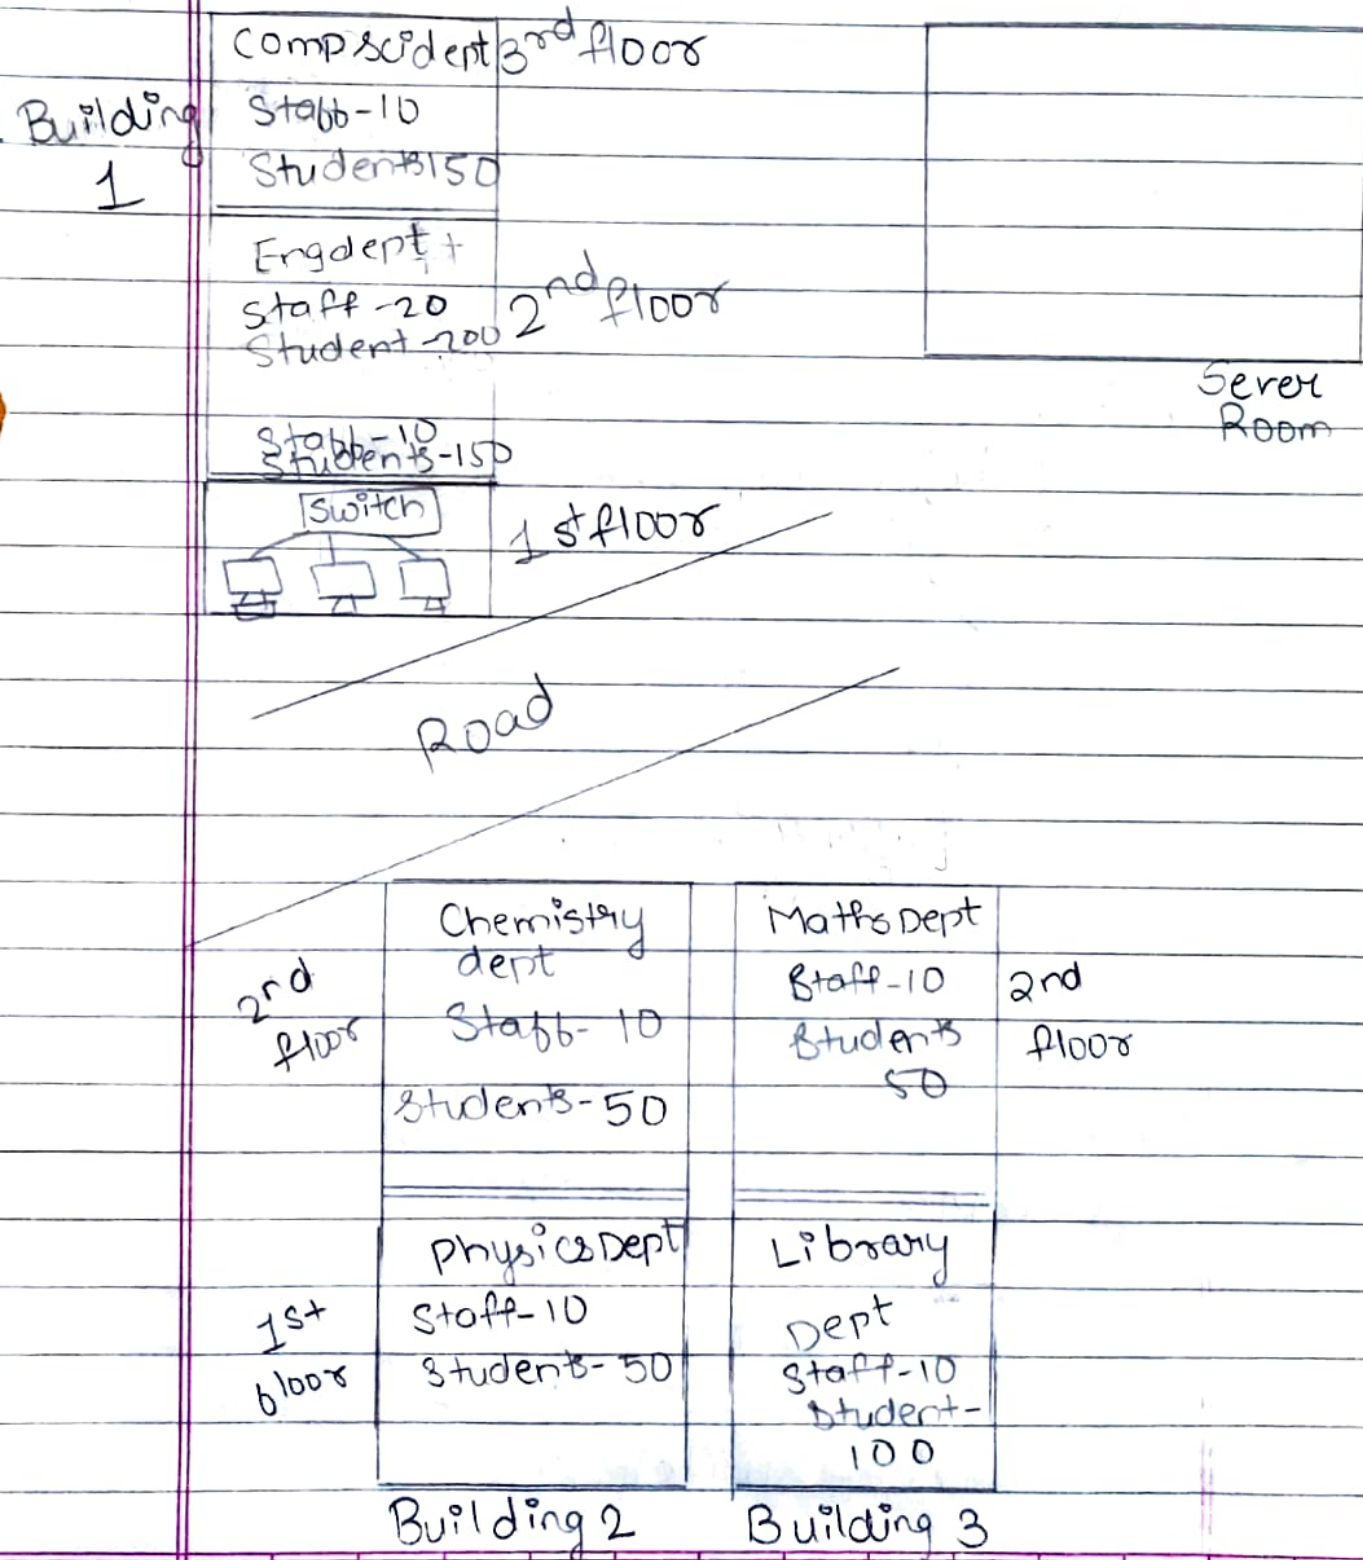 Comp sci dept 3rd floor
Building
1
Staff-10
Students 150
Eng dept +
Staff -20
Student -200
2nd floor
Staff-10
Students-150
Switch
1st floor
Sever
Room
Road
Chemistry
dept
Staff- 10
Students-50
2rd
floor
Maths Dept
Staff-10
Students
50
2nd
floor
Physics Dept
Staff-10
Students- 50
1st
floor
Library
Dept
Staff-10
Student-
100
Building 2
Building 3